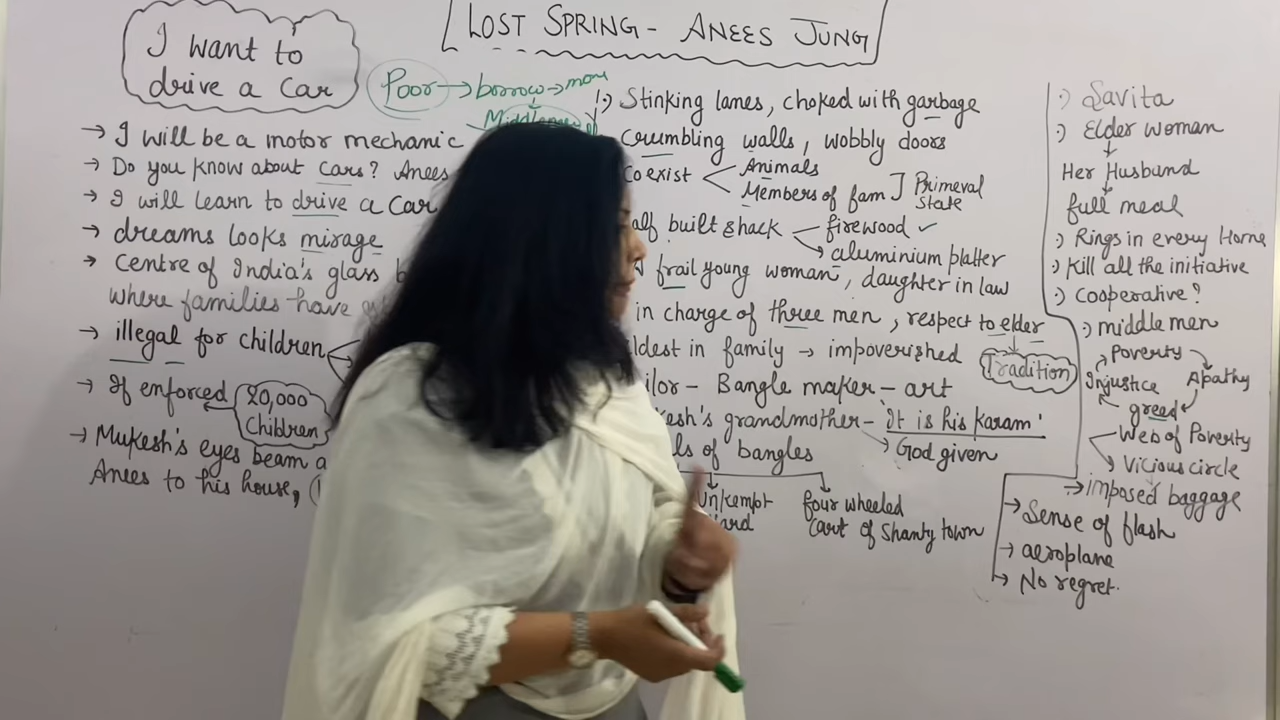 LOST SPRING - ANEES JUNG
I want to
drive a Car
Poor → borrow → more
Middlemen
→ I will be a motor mechanic
→ Do you know about cars? Anees
→ I will learn to drive a Car
→ dreams looks mirage
→ centre of India's glass
where families have
→ illegal for children
→ If enforced
20,000
Children
→ Mukesh's eyes beam
Anees to his house,
:) Stinking lanes, choked with garbage
crumbling walls, wobbly doors
co exist
Animals
Members of fam ] Primeval
State
built shack
firewood ✓
aluminium platter
frail young woman, daughter in law
in charge of three men, respect to elder
Tradition
in family → impoverished
- Bangle maker - art
grandmother - 'It is his karam'
God given
of bangles
unkempt
four wheeled
cart of Shanty town
:) Savita
:) Elder woman
Her Husband
full meal
:) Rings in every Home
:) Kill all the initiative
:) Cooperative?
:) middle men
Poverty
Injustice
Apathy
greed
Web of Poverty
Vicious circle
→ imposed baggage
→ Sense of flash
→ aeroplane
→ No regret.